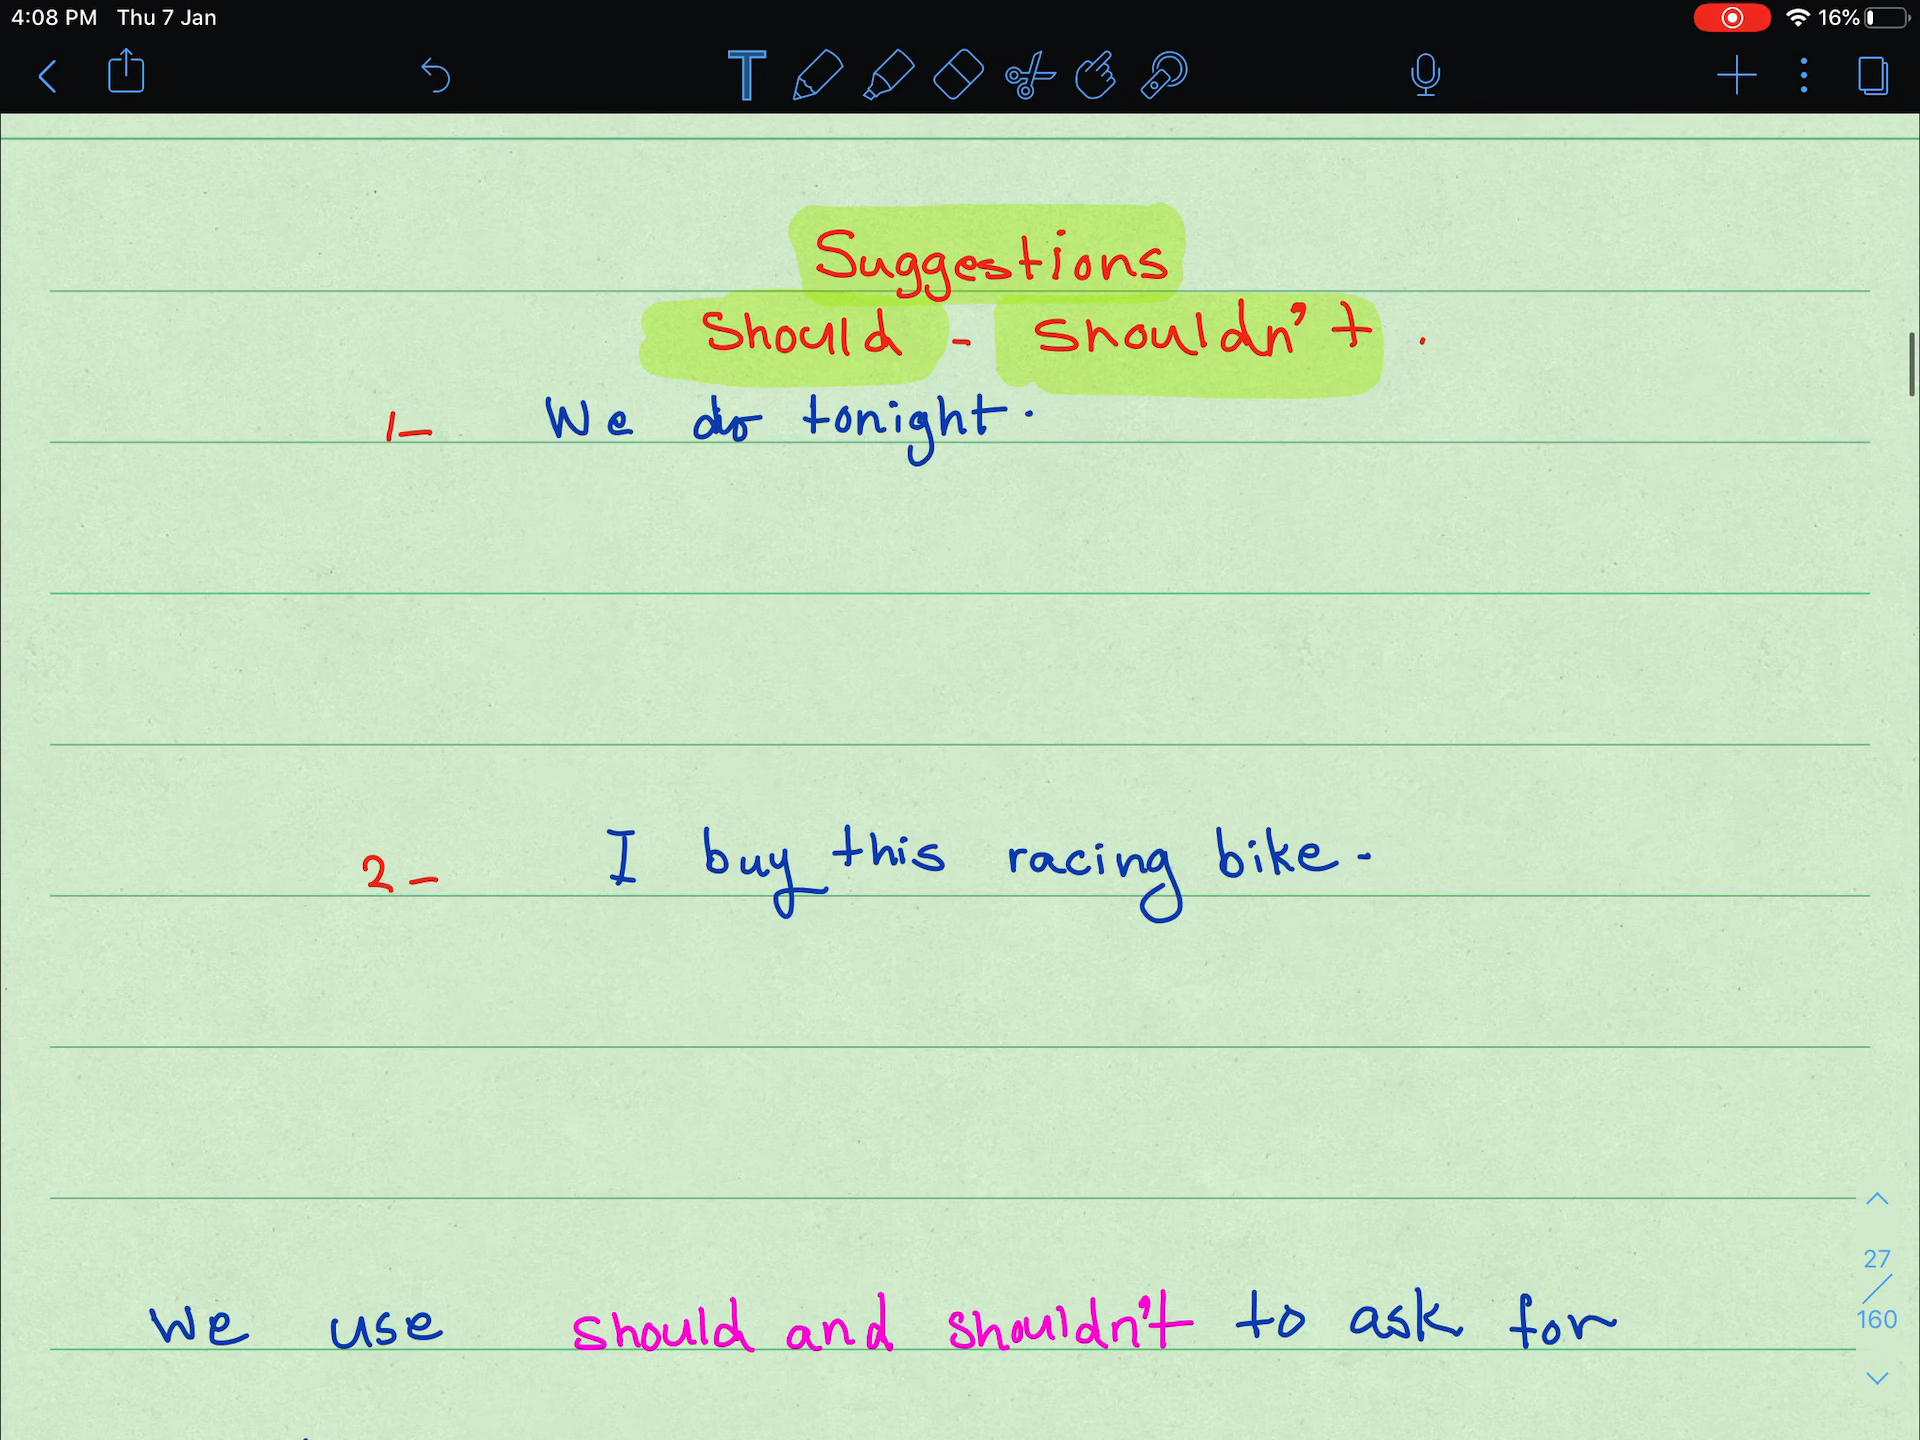 4:08 PM Thu 7 Jan 16%
Suggestions
Should - shouldn't .
1- We do tonight.
2- I buy this racing bike.
27
/
160
We use should and shouldn't to ask for